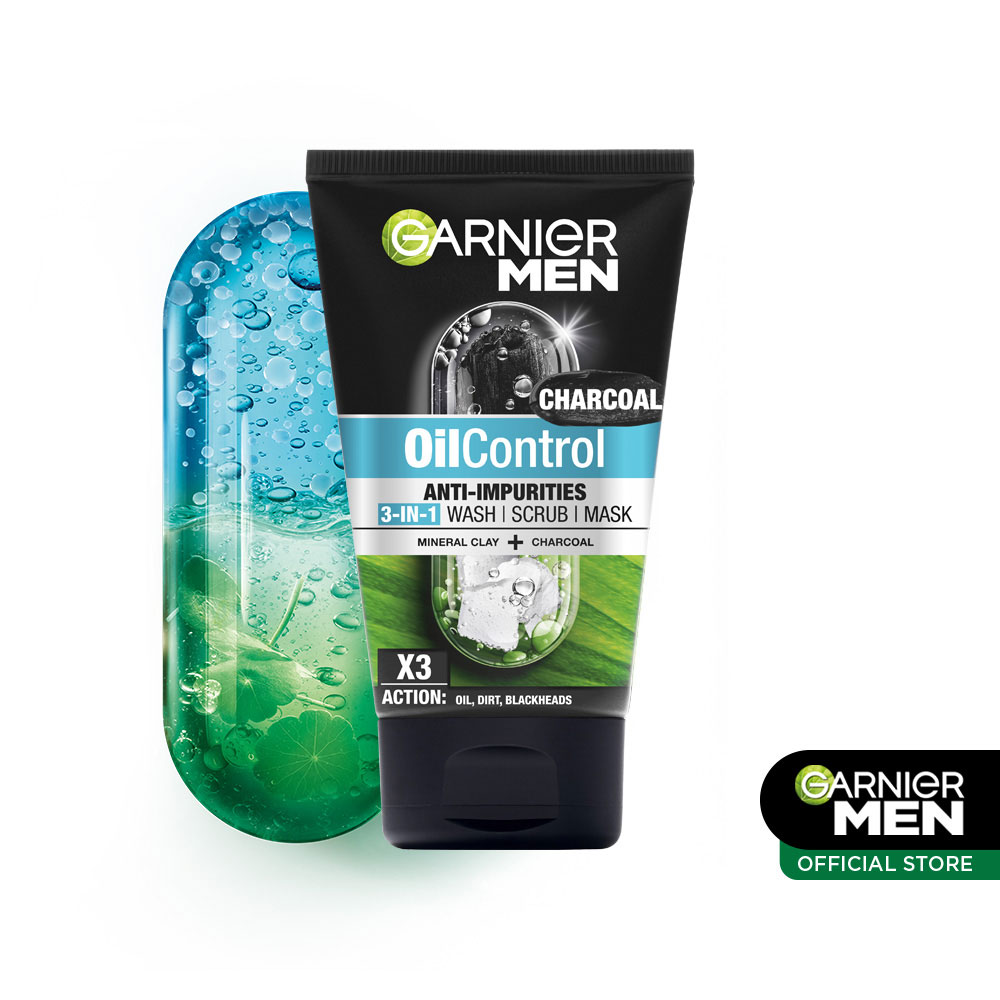 GARNIER
MEN
CHARCOAL
OilControl
ANTI-IMPURITIES
3-IN-1 WASH | SCRUB | MASK
MINERAL CLAY + CHARCOAL
X3
ACTION: OIL, DIRT, BLACKHEADS
GARNIER
MEN
OFFICIAL STORE